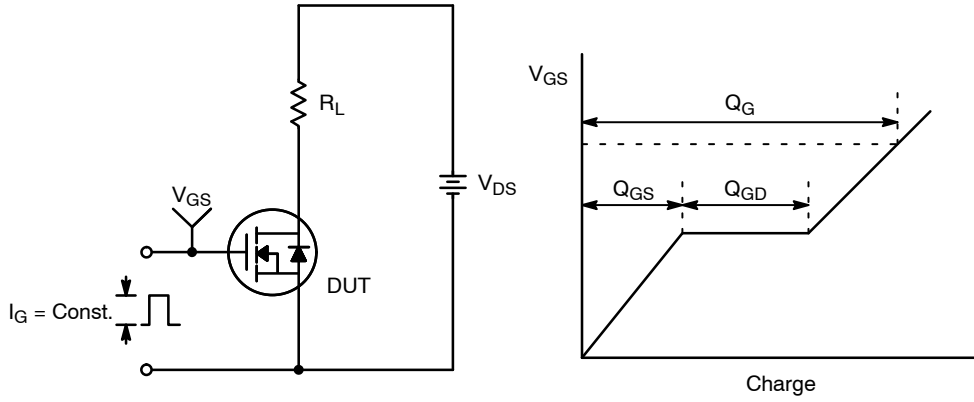 R_L
V_GS
V_DS
DUT
I_G = Const.
V_GS
Q_G
Q_GS
Q_GD
Charge